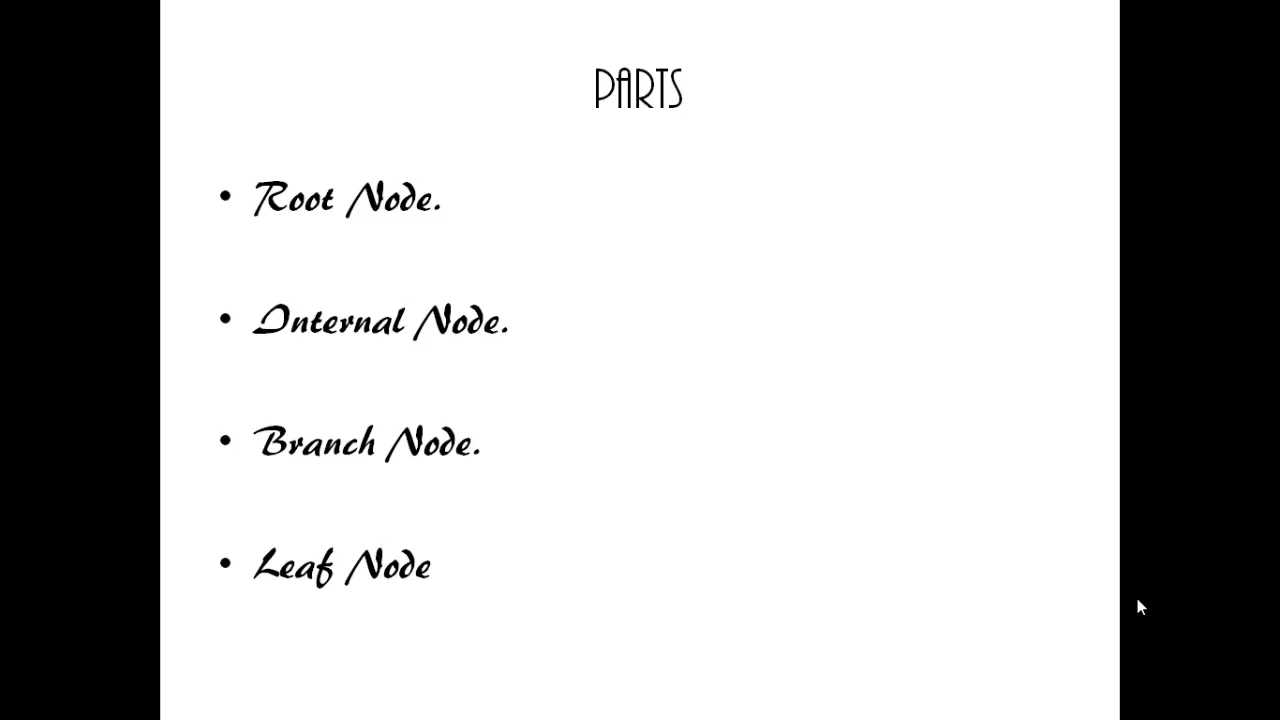 PARTS
• Root Node.
• Internal Node.
• Branch Node.
• Leaf Node